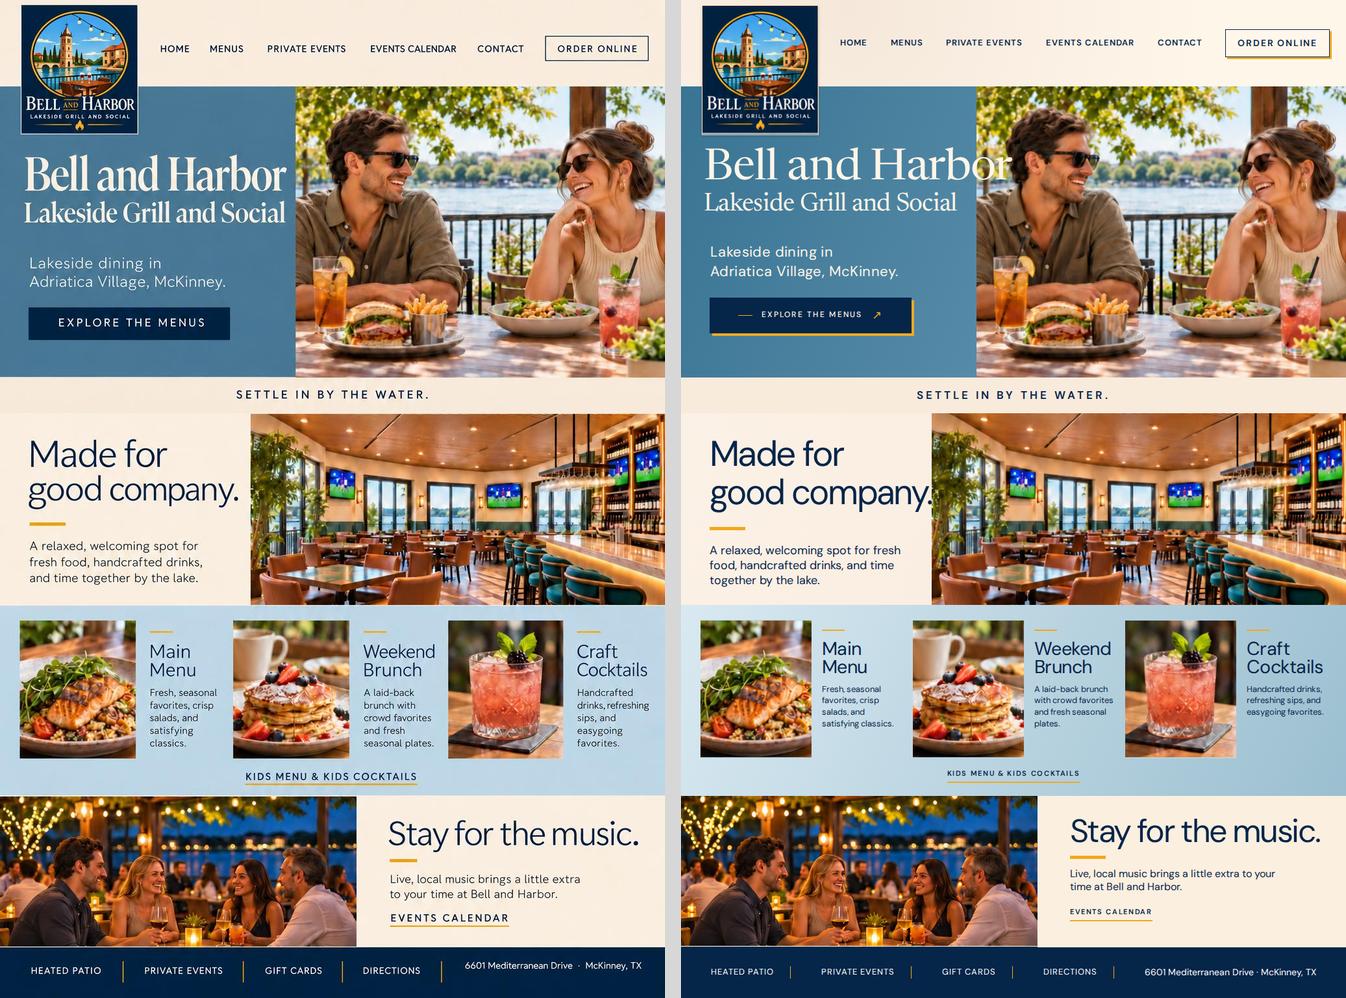 BELL AND HARBOR
LAKESIDE GRILL AND SOCIAL
HOME
MENUS
PRIVATE EVENTS
EVENTS CALENDAR
CONTACT
ORDER ONLINE
Bell and Harbor
Lakeside Grill and Social
Lakeside dining in
Adriatica Village, McKinney.
EXPLORE THE MENUS
SETTLE IN BY THE WATER.
Made for
good company.
A relaxed, welcoming spot for
fresh food, handcrafted drinks,
and time together by the lake.
Main
Menu
Fresh, seasonal
favorites, crisp
salads, and
satisfying
classics.
Weekend
Brunch
A laid-back
brunch with
crowd favorites
and fresh
seasonal plates.
Craft
Cocktails
Handcrafted
drinks, refreshing
sips, and
easygoing
favorites.
KIDS MENU & KIDS COCKTAILS
Stay for the music.
Live, local music brings a little extra
to your time at Bell and Harbor.
EVENTS CALENDAR
HEATED PATIO
PRIVATE EVENTS
GIFT CARDS
DIRECTIONS
6601 Mediterranean Drive · McKinney, TX
BELL AND HARBOR
LAKESIDE GRILL AND SOCIAL
HOME
MENUS
PRIVATE EVENTS
EVENTS CALENDAR
CONTACT
ORDER ONLINE
Bell and Harbor
Lakeside Grill and Social
Lakeside dining in
Adriatica Village, McKinney.
EXPLORE THE MENUS ↗
SETTLE IN BY THE WATER.
Made for
good company.
A relaxed, welcoming spot for fresh
food, handcrafted drinks, and time
together by the lake.
Main
Menu
Fresh, seasonal
favorites, crisp
salads, and
satisfying classics.
Weekend
Brunch
A laid-back brunch
with crowd favorites
and fresh seasonal
plates.
Craft
Cocktails
Handcrafted drinks,
refreshing sips, and
easygoing favorites.
KIDS MENU & KIDS COCKTAILS
Stay for the music.
Live, local music brings a little extra to your
time at Bell and Harbor.
EVENTS CALENDAR
HEATED PATIO
PRIVATE EVENTS
GIFT CARDS
DIRECTIONS
6601 Mediterranean Drive · McKinney, TX